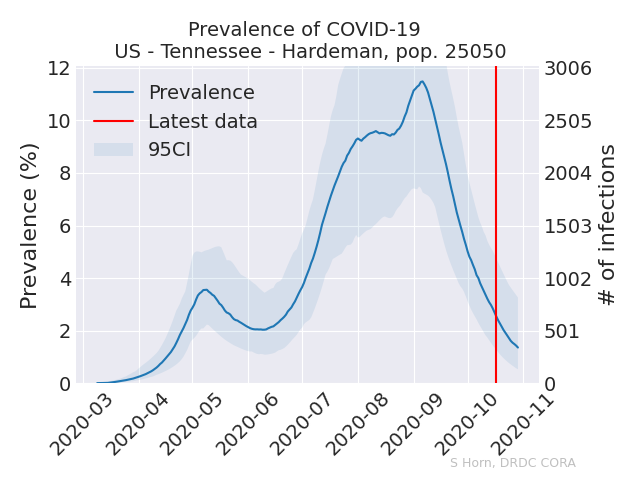 Prevalence of COVID-19
US - Tennessee - Hardeman, pop. 25050
Prevalence
Latest data
95CI
Prevalence (%)
12
10
8
6
4
2
0
3006
2505
2004
1503
1002
501
0
# of infections
2020-03
2020-04
2020-05
2020-06
2020-07
2020-08
2020-09
2020-10
2020-11
S Horn, DRDC CORA